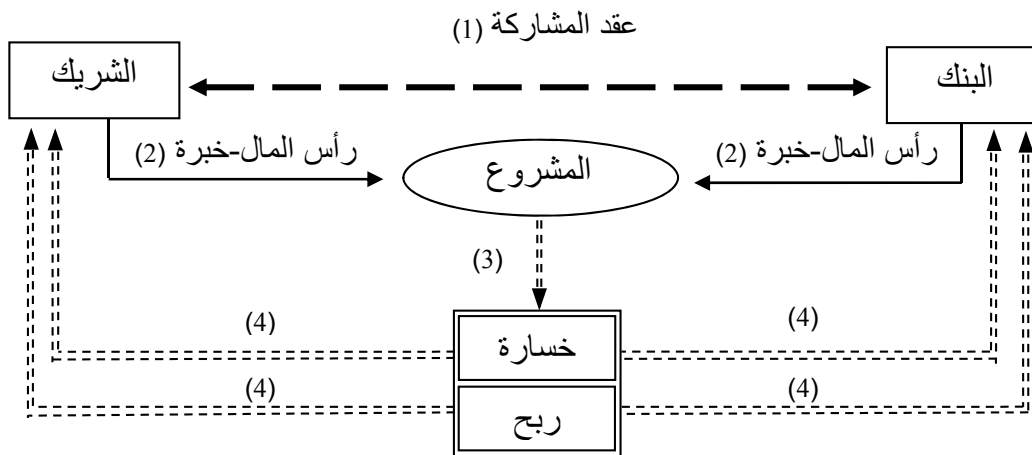 عقد المشاركة (1)
البنك
الشريك
رأس المال-خبرة (2)
رأس المال-خبرة (2)
المشروع
(3)
(4)
(4)
خسارة
(4)
(4)
ربح